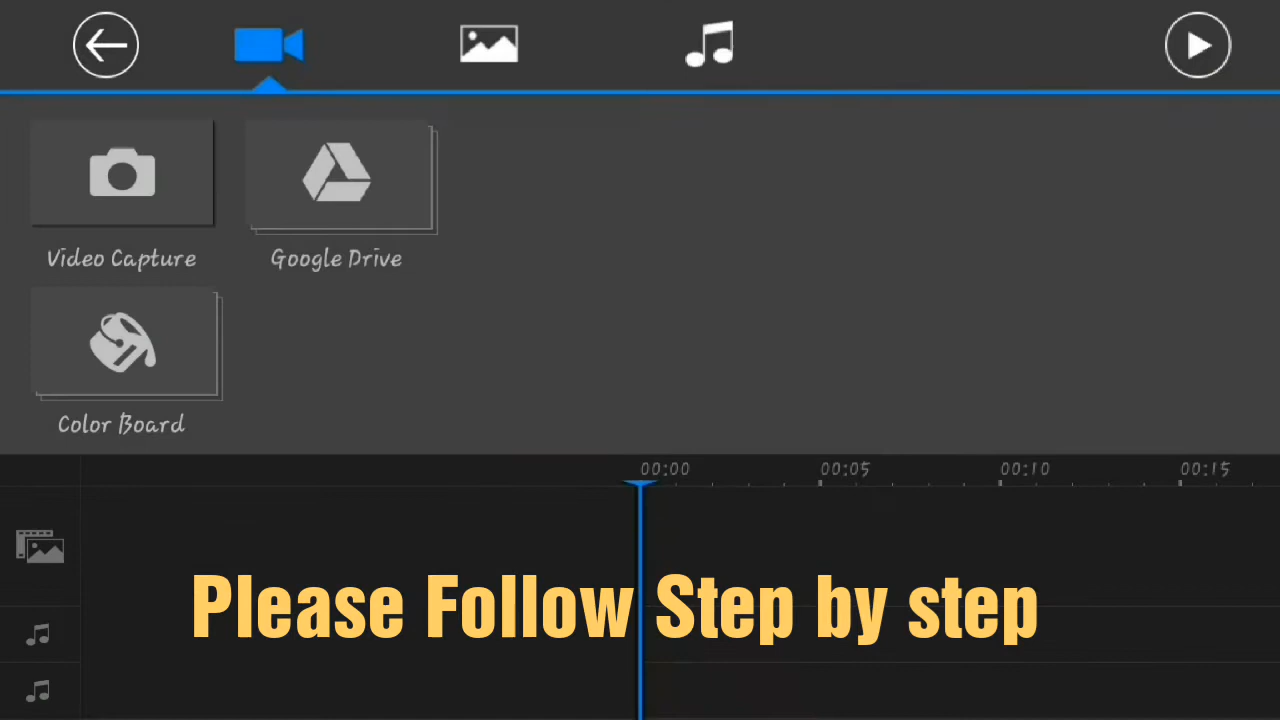 Video Capture
Google Drive
Color Board
00:00
00:05
00:10
00:15
Please Follow Step by step